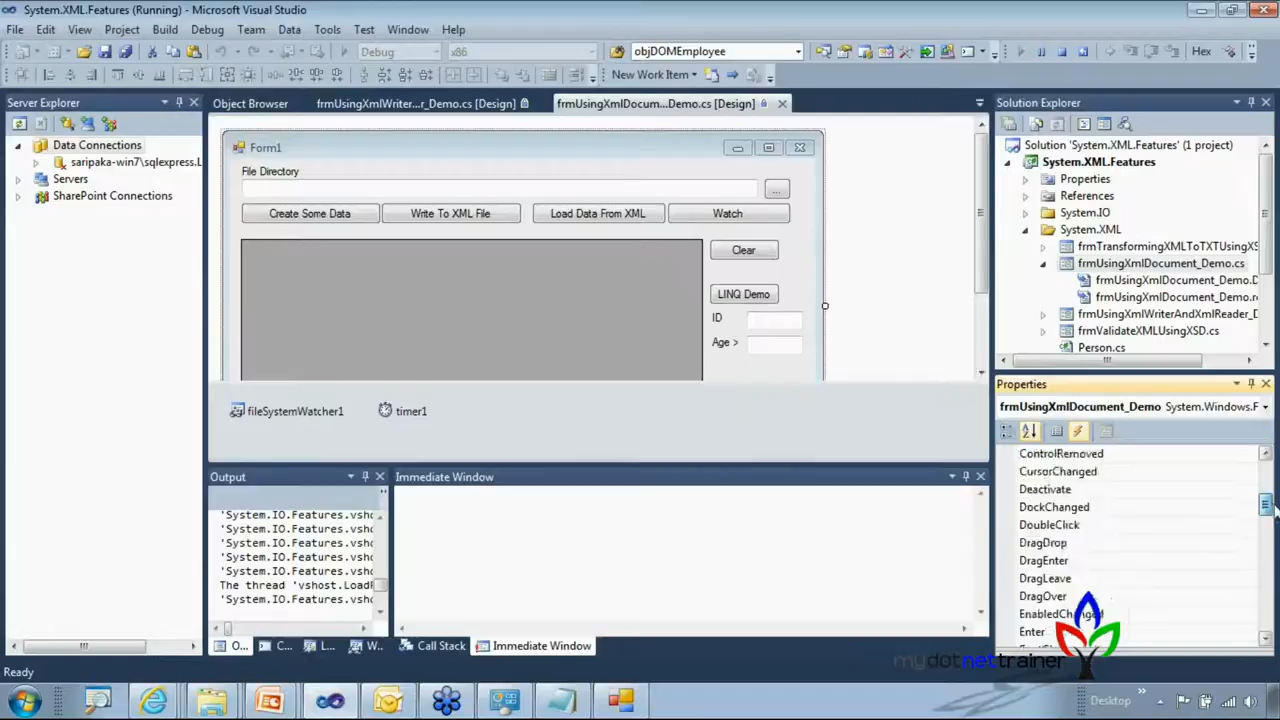 System.XML.Features (Running) - Microsoft Visual Studio
File Edit View Project Build Debug Team Data Tools Test Window Help
Debug x86 objDOMEmployee Hex
New Work Item
Server Explorer
Data Connections
saripaka-win7\sqlexpress.L
Servers
SharePoint Connections
Object Browser frmUsingXmlWriter...r_Demo.cs [Design] frmUsingXmlDocum...Demo.cs [Design]
Form1
File Directory
...
Create Some Data Write To XML File Load Data From XML Watch
Clear
LINQ Demo
ID
Age >
fileSystemWatcher1 timer1
Output
'System.IO.Features.vshc
'System.IO.Features.vshc
'System.IO.Features.vshc
'System.IO.Features.vshc
'System.IO.Features.vshc
The thread 'vshost.LoadF
'System.IO.Features.vshc
O... C... L... W... Call Stack Immediate Window
Immediate Window
Solution Explorer
Solution 'System.XML.Features' (1 project)
System.XML.Features
Properties
References
System.IO
System.XML
frmTransformingXMLToTXTUsingXS
frmUsingXmlDocument_Demo.cs
frmUsingXmlDocument_Demo.D
frmUsingXmlDocument_Demo.re
frmUsingXmlWriterAndXmlReader_D
frmValidateXMLUsingXSD.cs
Person.cs
Properties
frmUsingXmlDocument_Demo System.Windows.F
ControlRemoved
CursorChanged
Deactivate
DockChanged
DoubleClick
DragDrop
DragEnter
DragLeave
DragOver
EnabledChanged
Enter
mydotnettrainer
Ready
Desktop